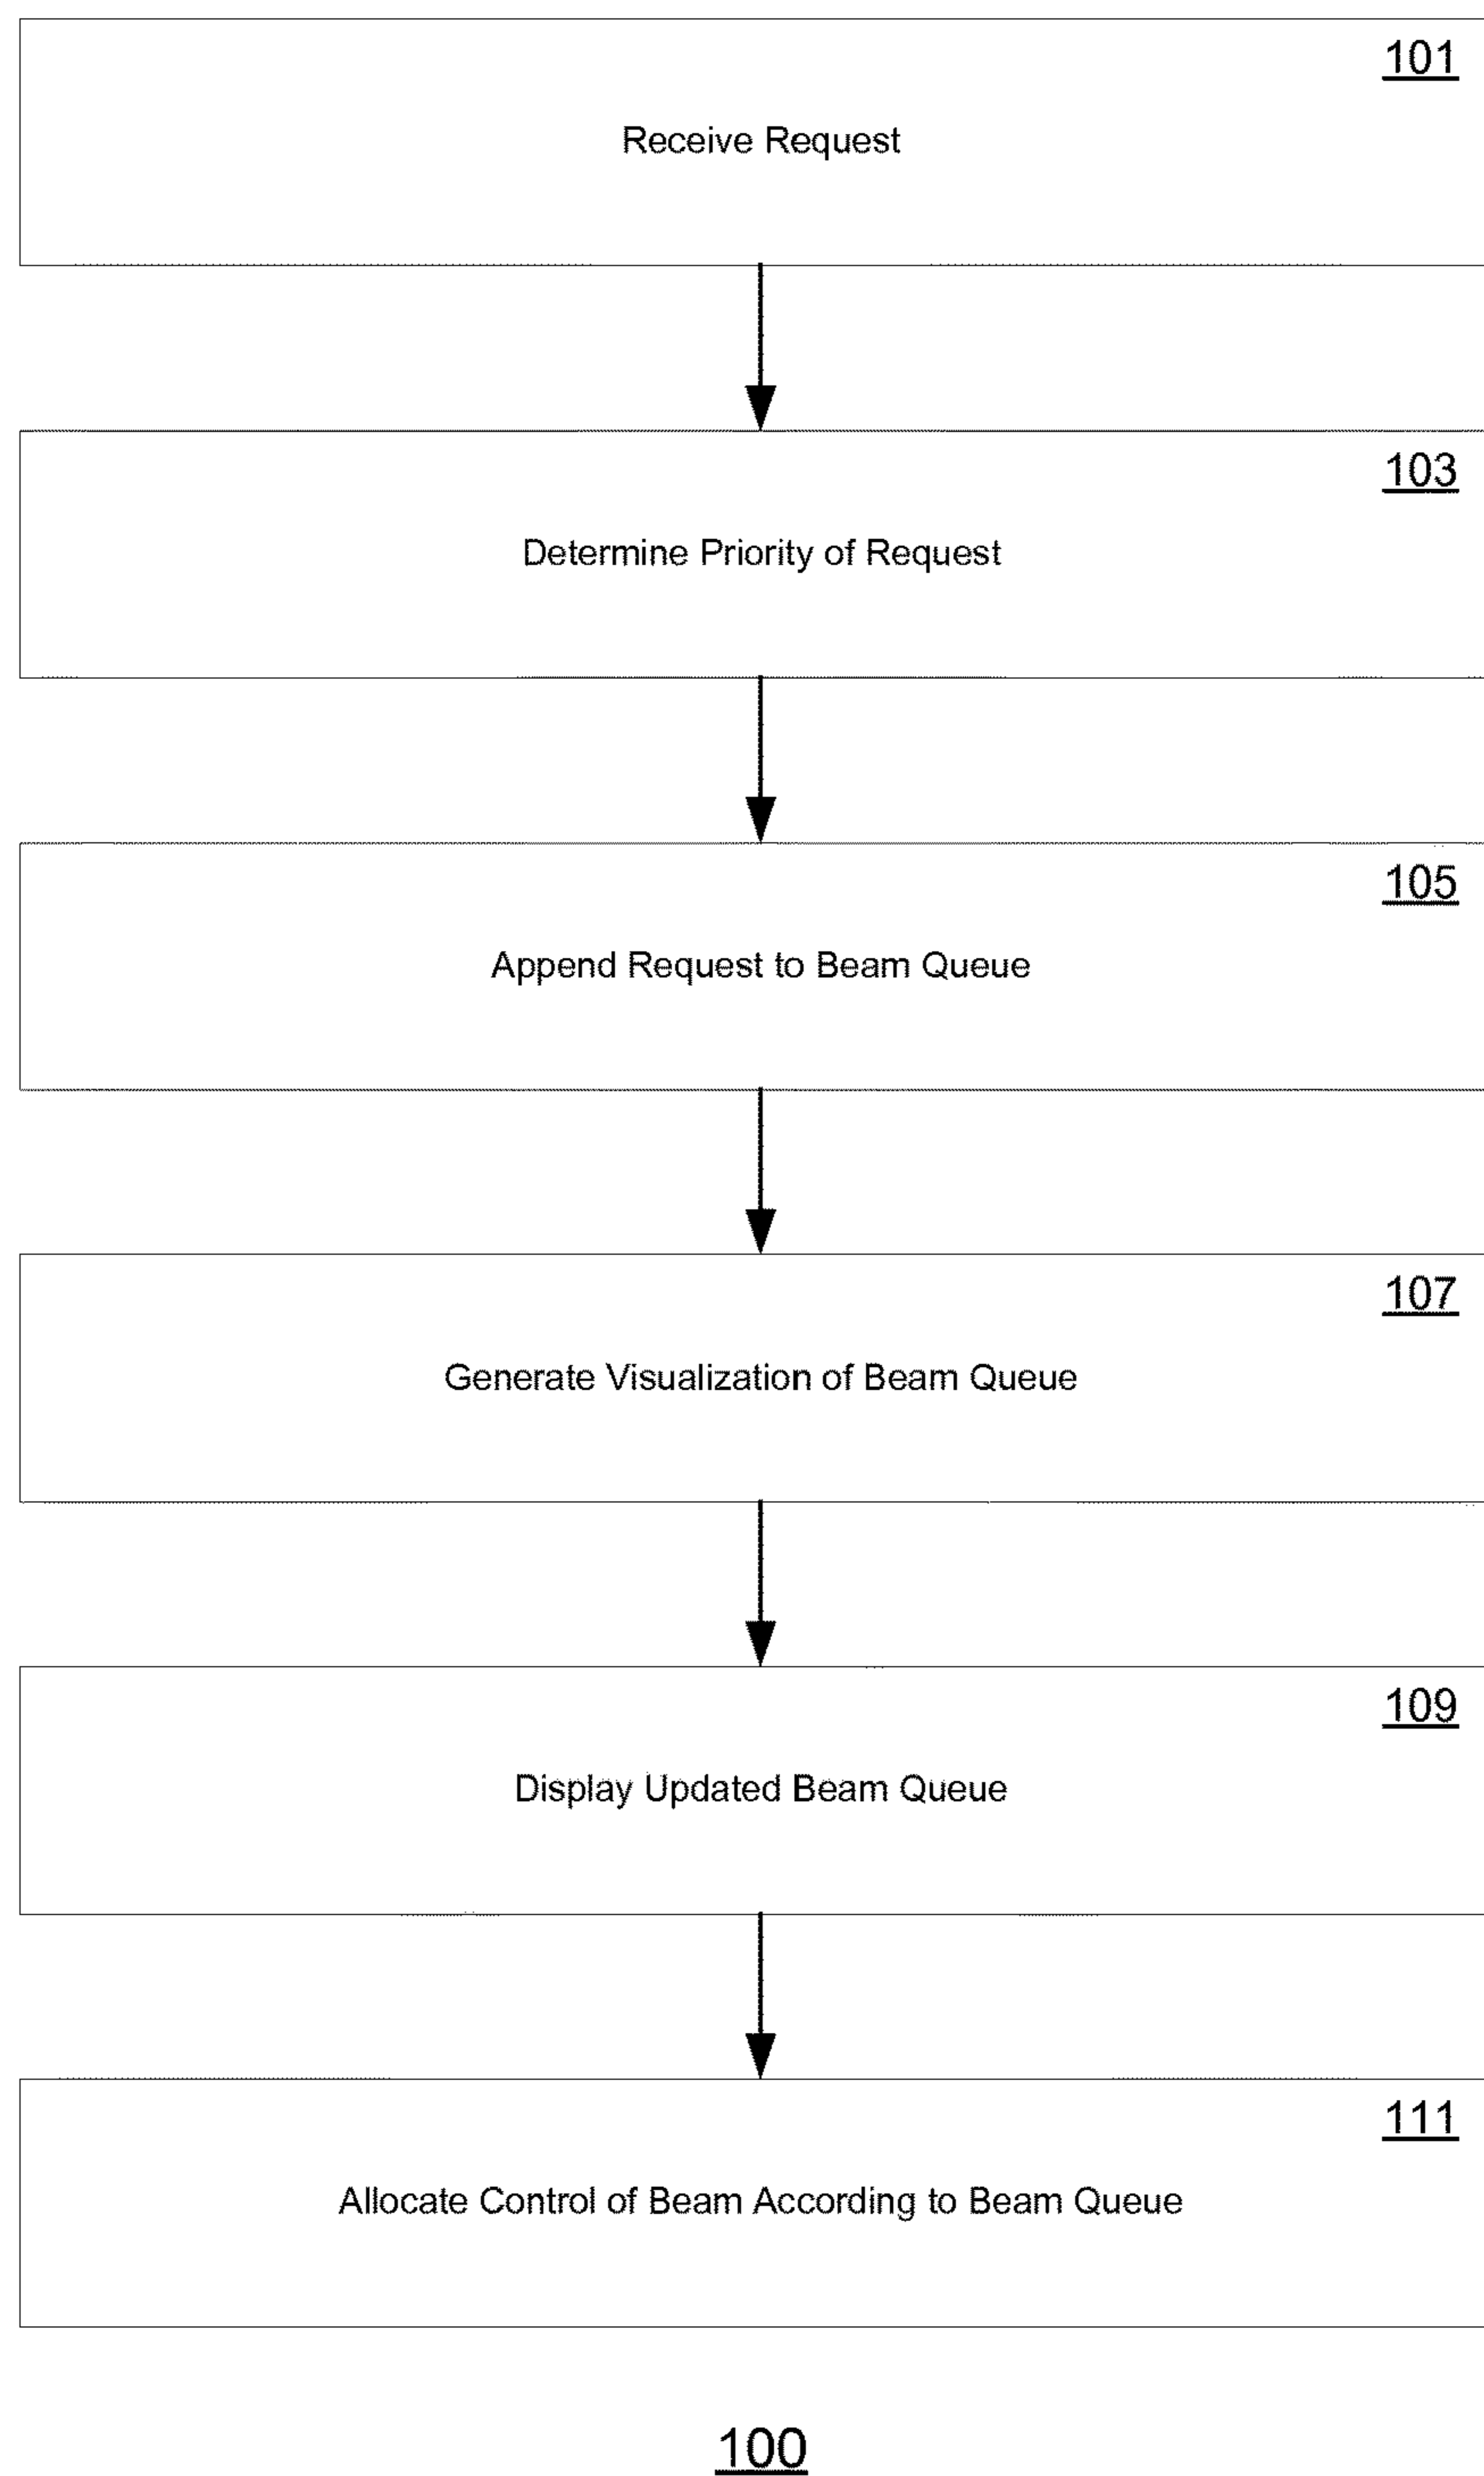 101
Receive Request
103
Determine Priority of Request
105
Append Request to Beam Queue
107
Generate Visualization of Beam Queue
109
Display Updated Beam Queue
111
Allocate Control of Beam According to Beam Queue
100